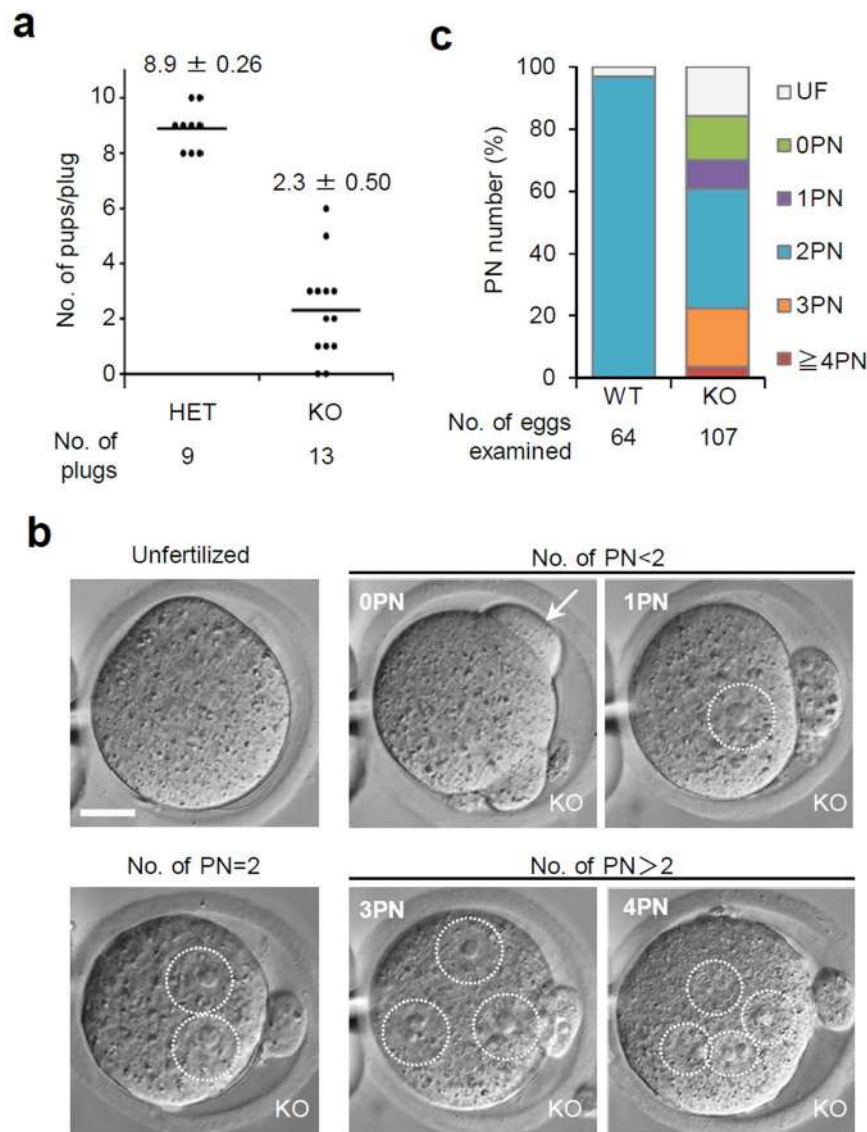 a
8.9 ± 0.26
2.3 ± 0.50
No. of pups/plug
10
8
6
4
2
0
HET
KO
No. of plugs
9
13
c
PN number (%)
100
80
60
40
20
0
WT
KO
No. of eggs examined
64
107
UF
0PN
1PN
2PN
3PN
≧4PN
b
Unfertilized
No. of PN<2
0PN
KO
1PN
KO
No. of PN=2
No. of PN>2
KO
3PN
KO
4PN
KO